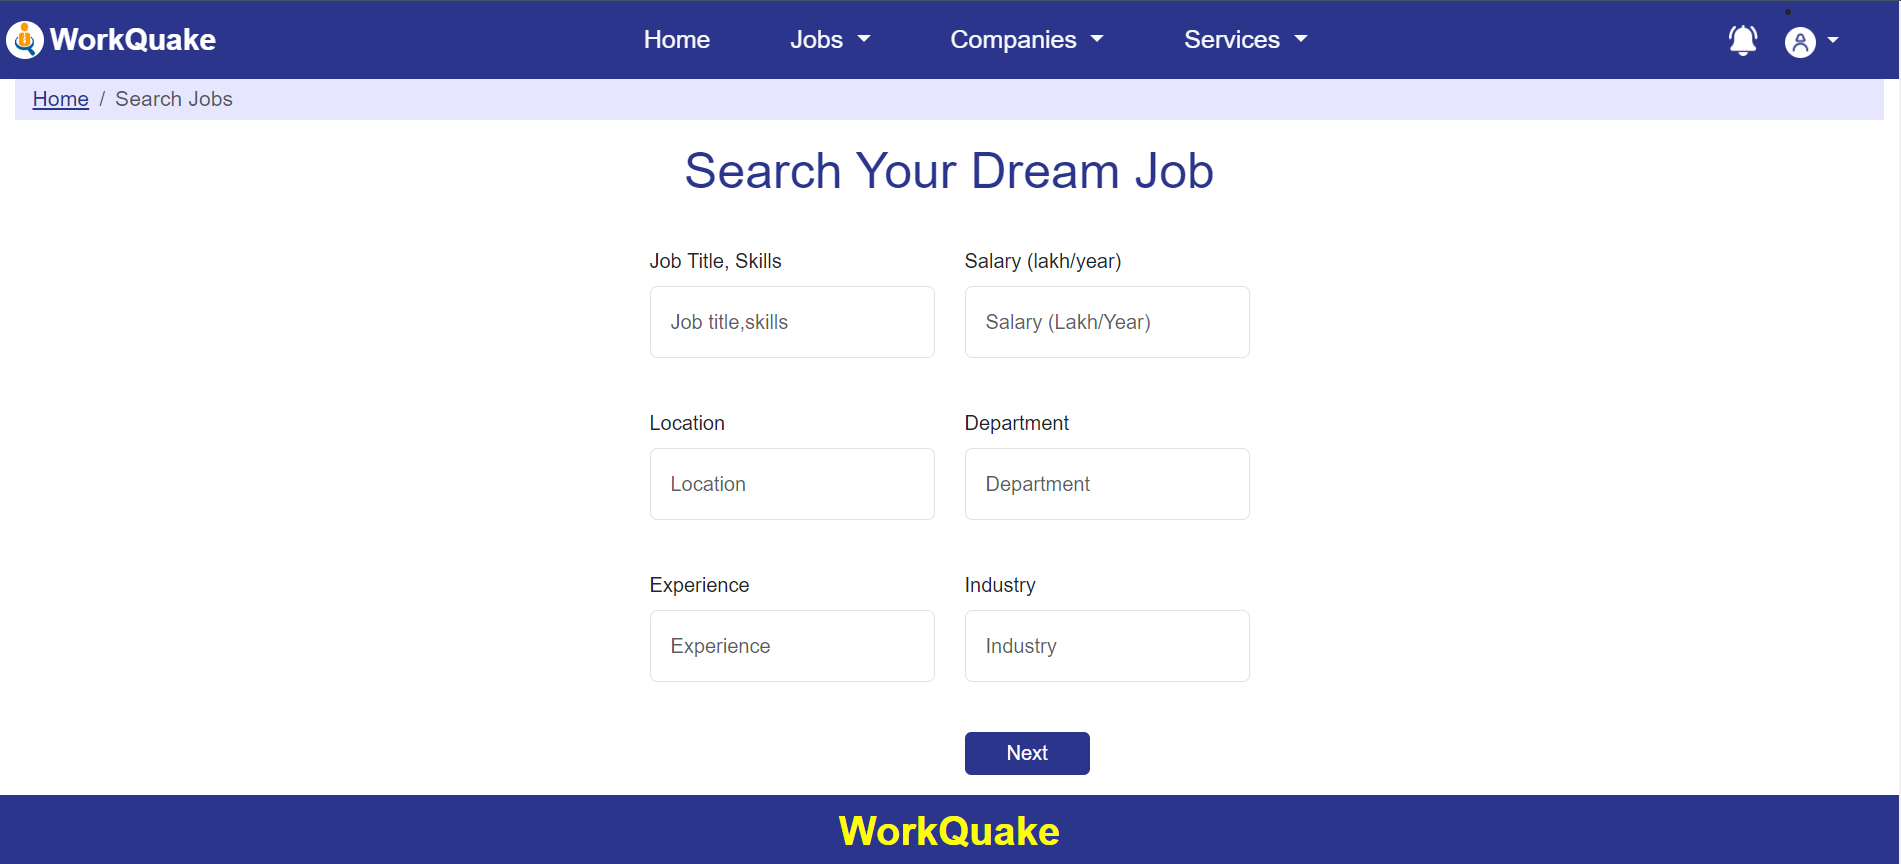 WorkQuake Home Jobs Companies Services
Home / Search Jobs
Search Your Dream Job
Job Title, Skills Salary (lakh/year)
Job title,skills Salary (Lakh/Year)
Location Department
Location Department
Experience Industry
Experience Industry
Next
WorkQuake